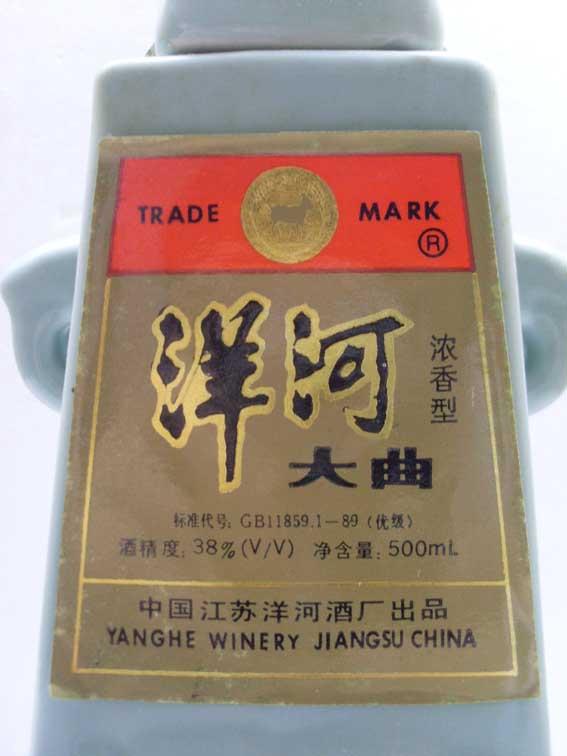 TRADE MARK
®
洋河
浓香型
大曲
标准代号: GB11859.1-89 (优级)
酒精度: 38% (V/V) 净含量: 500mL
中国江苏洋河酒厂出品
YANGHE WINERY JIANGSU CHINA